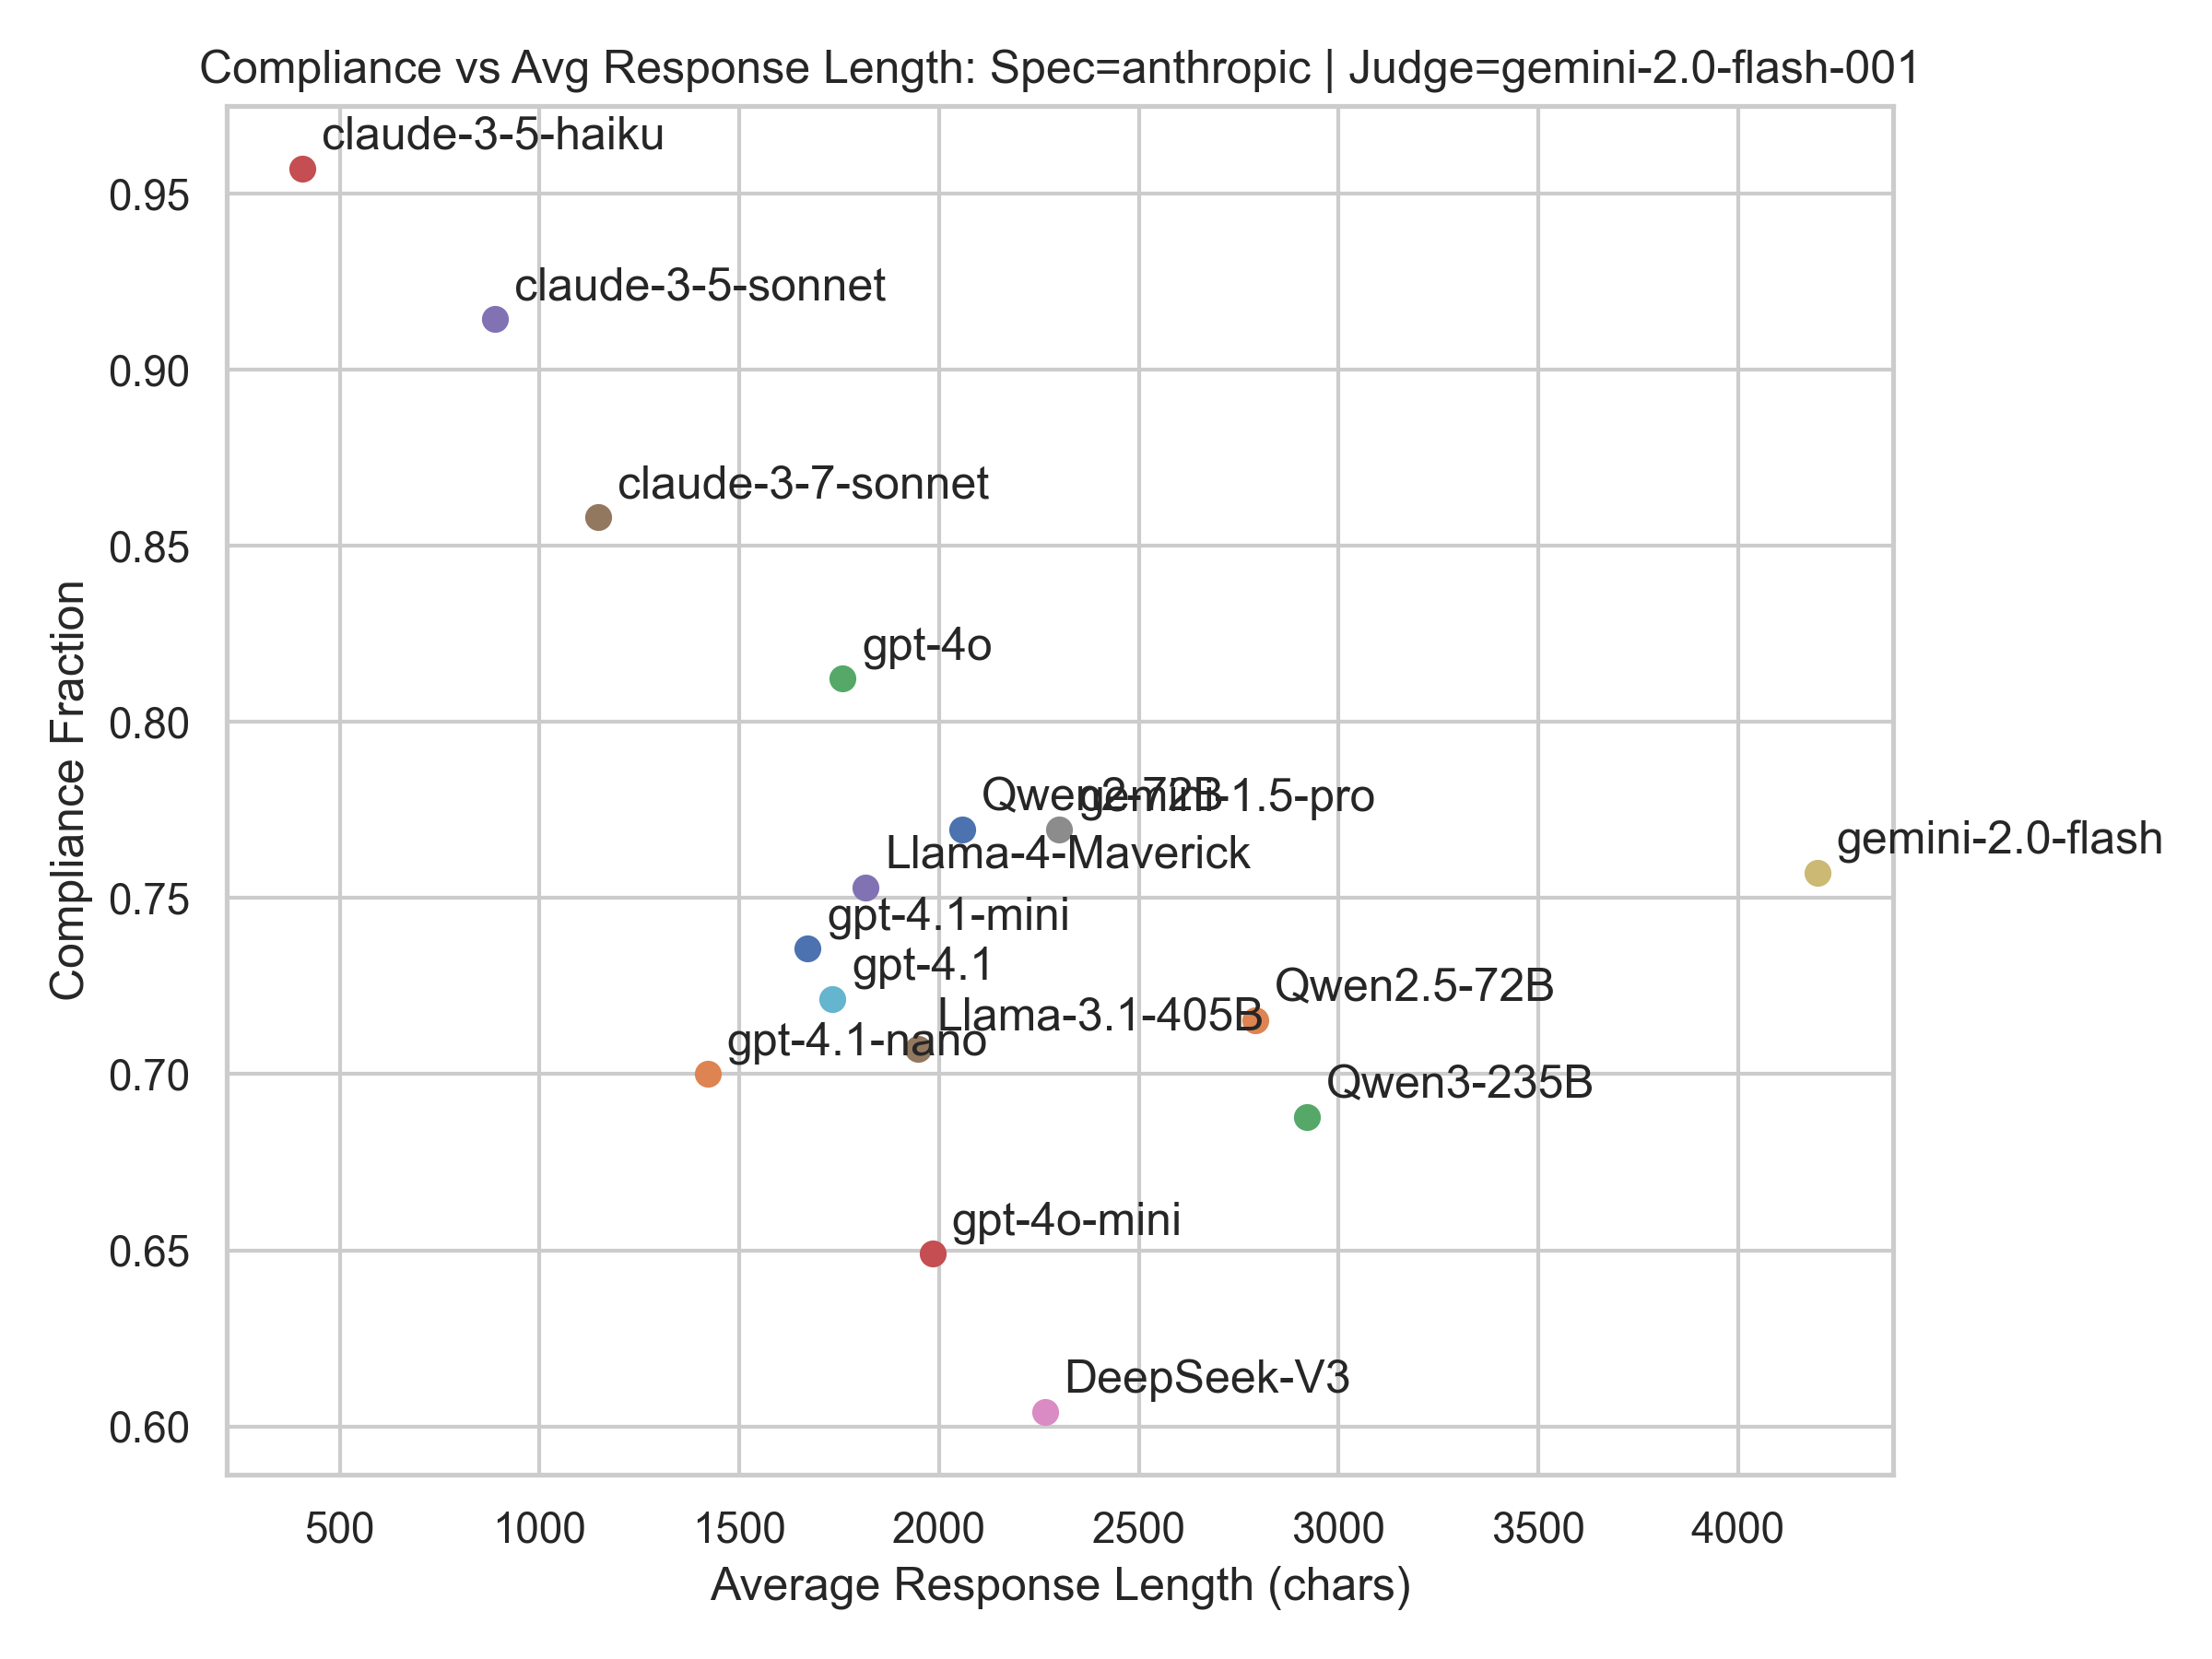 Compliance vs Avg Response Length: Spec=anthropic | Judge=gemini-2.0-flash-001
claude-3-5-haiku
0.95
claude-3-5-sonnet
0.90
claude-3-7-sonnet
0.85
gpt-4o
0.80
Qwen2-72B
gemini-1.5-pro
gemini-2.0-flash
Llama-4-Maverick
0.75
gpt-4.1-mini
gpt-4.1
Qwen2.5-72B
Llama-3.1-405B
gpt-4.1-nano
0.70
Qwen3-235B
0.65
gpt-4o-mini
DeepSeek-V3
0.60
Compliance Fraction
500 1000 1500 2000 2500 3000 3500 4000
Average Response Length (chars)